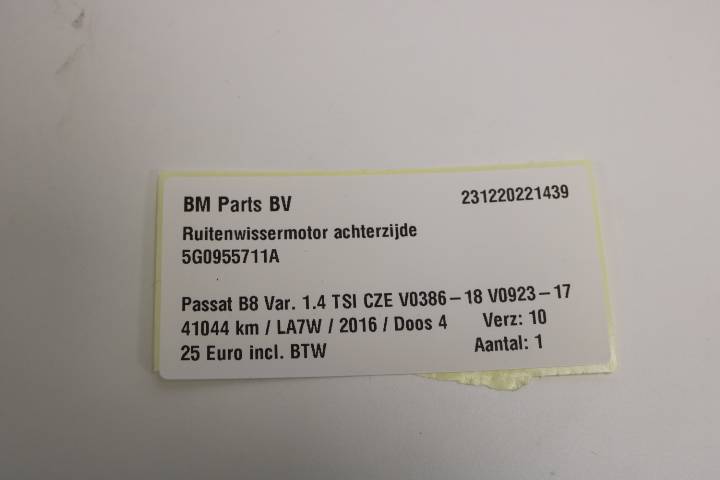 BM Parts BV 231220221439
Ruitenwissermotor achterzijde
5G0955711A
Passat B8 Var. 1.4 TSI CZE V0386-18 V0923-17
41044 km / LA7W / 2016 / Doos 4 Verz: 10
25 Euro incl. BTW Aantal: 1